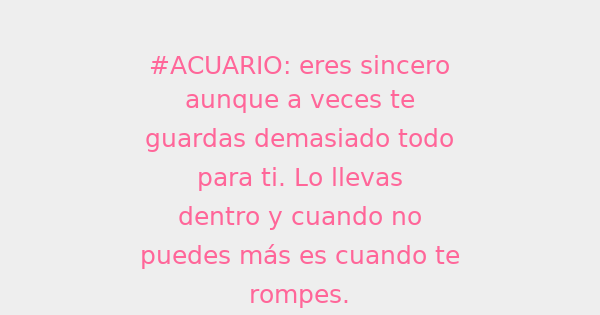 #ACUARIO: eres sincero
aunque a veces te
guardas demasiado todo
para ti. Lo llevas
dentro y cuando no
puedes más es cuando te
rompes.